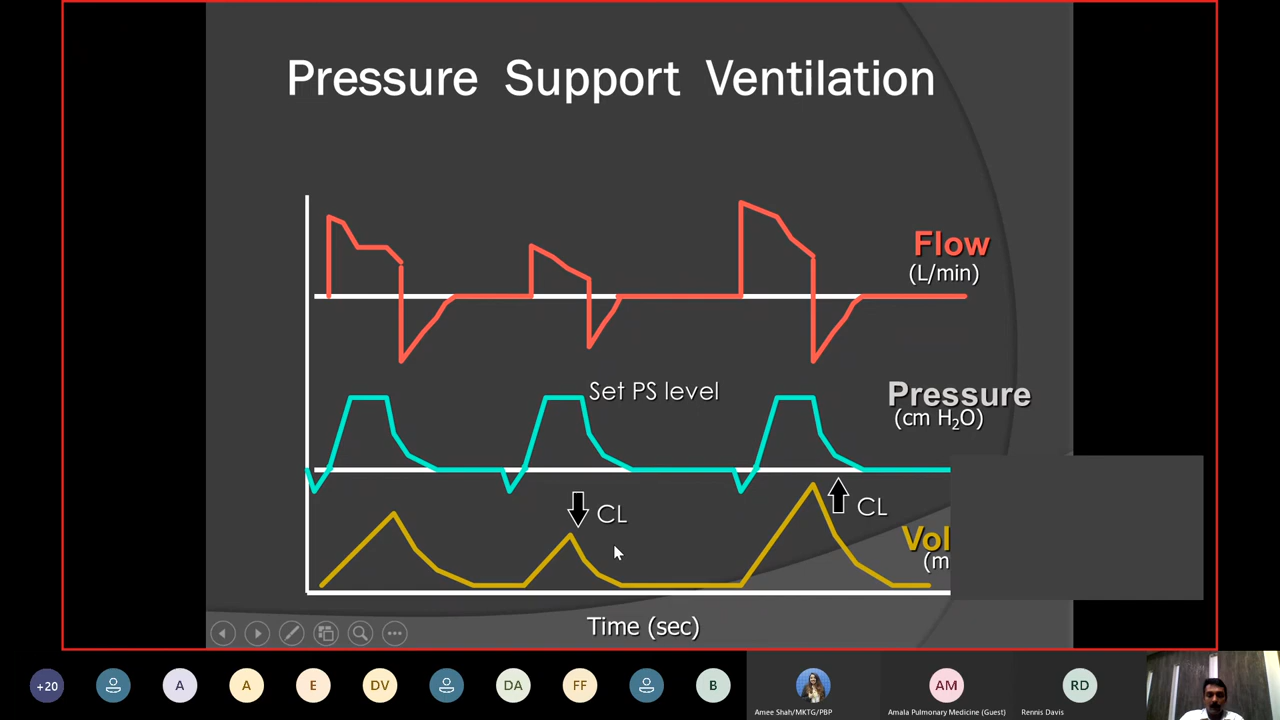 Pressure Support Ventilation
Flow
(L/min)
Set PS level
Pressure
(cm H₂O)
CL
CL
Vol
(m
Time (sec)
+20
A
A
E
DV
DA
FF
B
AM
RD
Amee Shah/MKTG/PBP
Amala Pulmonary Medicine (Guest)
Rennis Davis